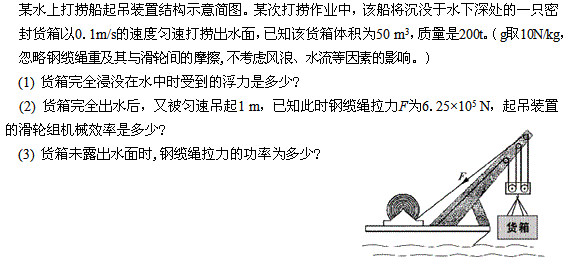 某水上打捞船起吊装置结构示意简图。某次打捞作业中，该船将沉没于水下深处的一只密
封货箱以0.1m/s的速度匀速打捞出水面，已知该货箱体积为50 m³，质量是200t。（g取10N/kg，
忽略钢缆绳重及其与滑轮间的摩擦，不考虑风浪、水流等因素的影响。）
(1) 货箱完全浸没在水中时受到的浮力是多少？
(2) 货箱完全出水后，又被匀速吊起1 m，已知此时钢缆绳拉力F为6.25×10⁵ N，起吊装置
的滑轮组机械效率是多少？
(3) 货箱未露出水面时，钢缆绳拉力的功率为多少？
F
货箱